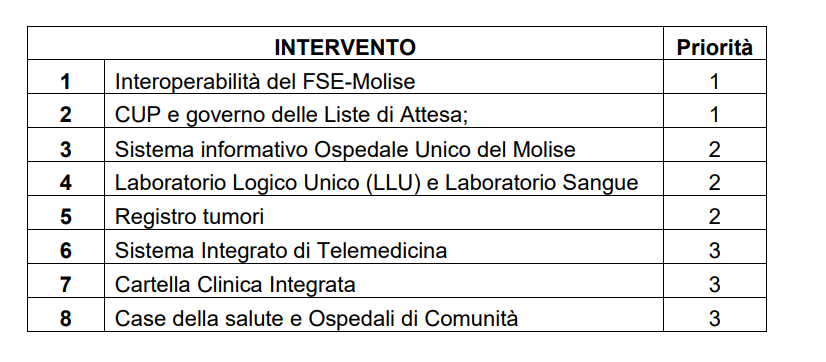 INTERVENTO Priorità
1 Interoperabilità del FSE-Molise 1
2 CUP e governo delle Liste di Attesa; 1
3 Sistema informativo Ospedale Unico del Molise 2
4 Laboratorio Logico Unico (LLU) e Laboratorio Sangue 2
5 Registro tumori 2
6 Sistema Integrato di Telemedicina 3
7 Cartella Clinica Integrata 3
8 Case della salute e Ospedali di Comunità 3